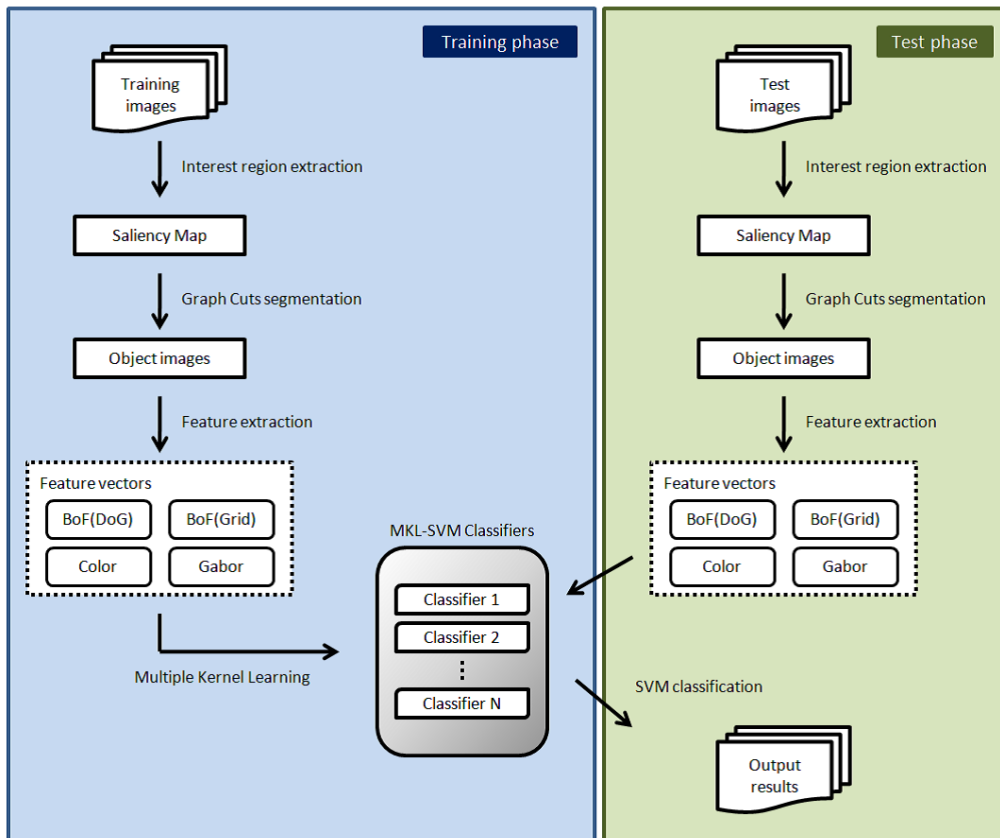 Training phase
Training
images
Interest region extraction
Saliency Map
Graph Cuts segmentation
Object images
Feature extraction
Feature vectors
BoF(DoG)
BoF(Grid)
Color
Gabor
Multiple Kernel Learning
MKL-SVM Classifiers
Classifier 1
Classifier 2
Classifier N
Test phase
Test
images
Interest region extraction
Saliency Map
Graph Cuts segmentation
Object images
Feature extraction
Feature vectors
BoF(DoG)
BoF(Grid)
Color
Gabor
SVM classification
Output
results